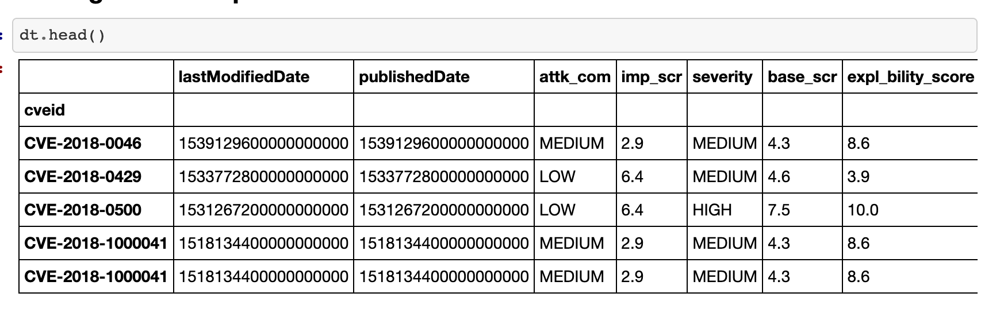 dt.head()
lastModifiedDate publishedDate attk_com imp_scr severity base_scr expl_bility_score
cveid
CVE-2018-0046 1539129600000000000 1539129600000000000 MEDIUM 2.9 MEDIUM 4.3 8.6
CVE-2018-0429 1533772800000000000 1533772800000000000 LOW 6.4 MEDIUM 4.6 3.9
CVE-2018-0500 1531267200000000000 1531267200000000000 LOW 6.4 HIGH 7.5 10.0
CVE-2018-1000041 1518134400000000000 1518134400000000000 MEDIUM 2.9 MEDIUM 4.3 8.6
CVE-2018-1000041 1518134400000000000 1518134400000000000 MEDIUM 2.9 MEDIUM 4.3 8.6